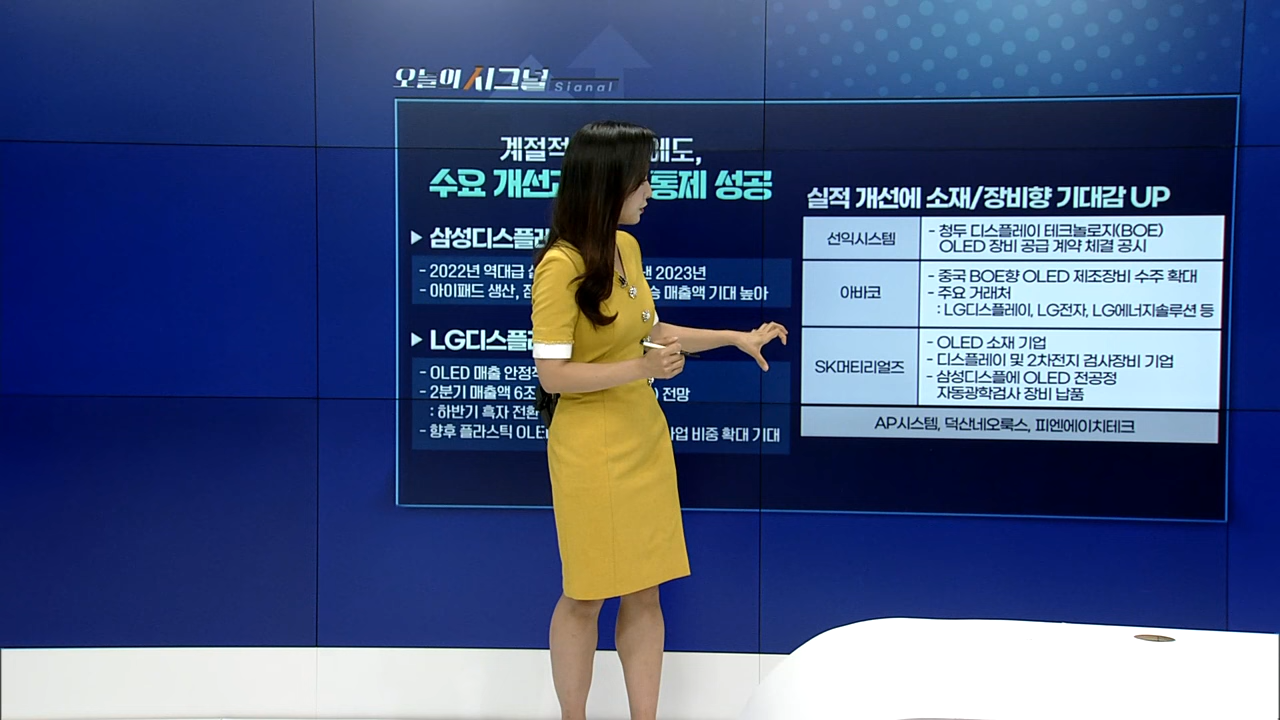 오늘의 시그널
Signal
계절적 에도,
수요 개선 통제 성공
▶ 삼성디스플레
- 2022년 역대급 2023년
- 아이패드 생산, 매출액 기대 높아
▶ LG디스플
- OLED 매출
- 2분기 매출액 6조 전망
: 하반기 흑자 전환
- 향후 플라스틱 비중 확대 기대
실적 개선에 소재/장비향 기대감 UP
선익시스템
- 청두 디스플레이 테크놀로지(BOE)
OLED 장비 공급 계약 체결 공시
아바코
- 중국 BOE향 OLED 제조장비 수주 확대
- 주요 거래처
: LG디스플레이, LG전자, LG에너지솔루션 등
SK머티리얼즈
- OLED 소재 기업
- 디스플레이 및 2차전지 검사장비 기업
- 삼성디스플에 OLED 전공정
자동광학검사 장비 납품
AP시스템, 덕산네오룩스, 피엔에이치테크